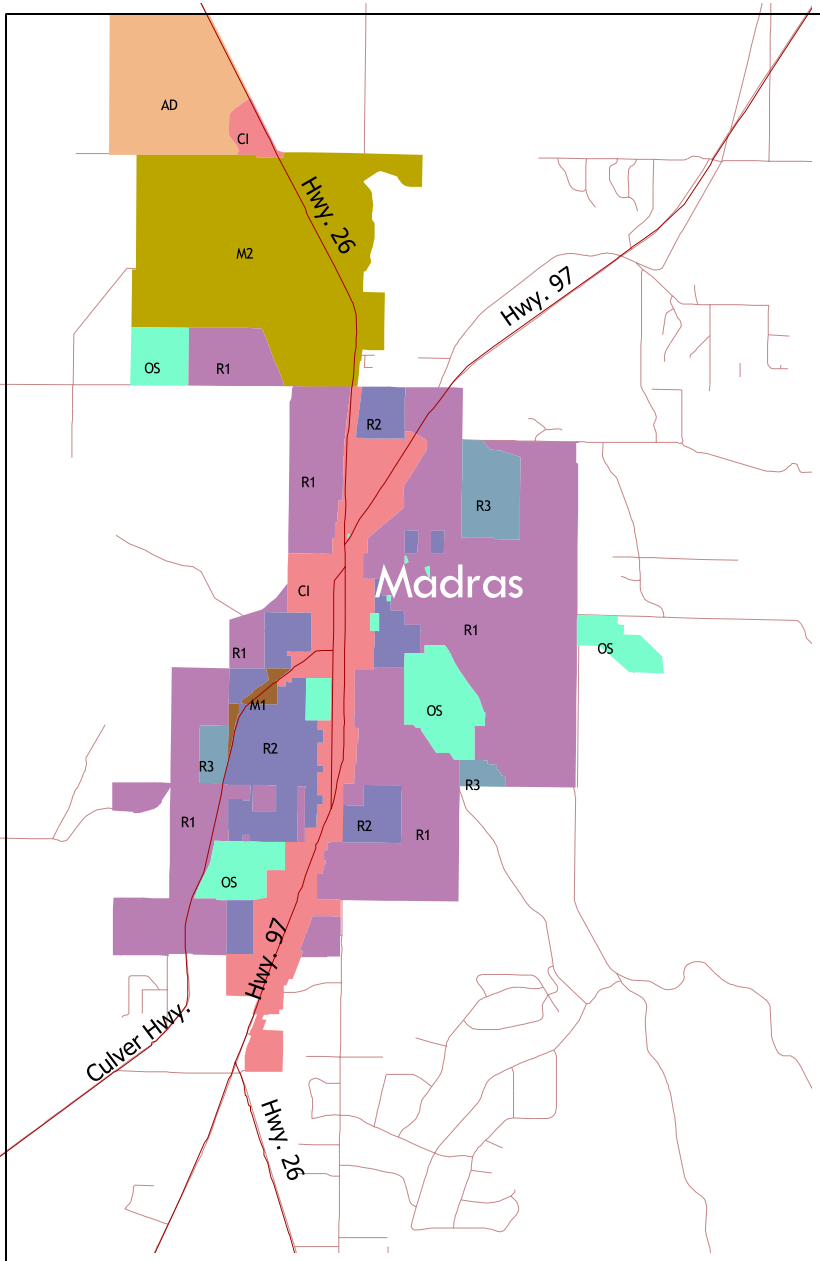 AD
CI
Hwy. 26
M2
Hwy. 97
OS
R1
R2
R1
R3
Madras
CI
R1
R1
OS
M1
OS
R2
R3
R3
R1
R2
R1
OS
Hwy. 97
Culver Hwy.
Hwy. 26